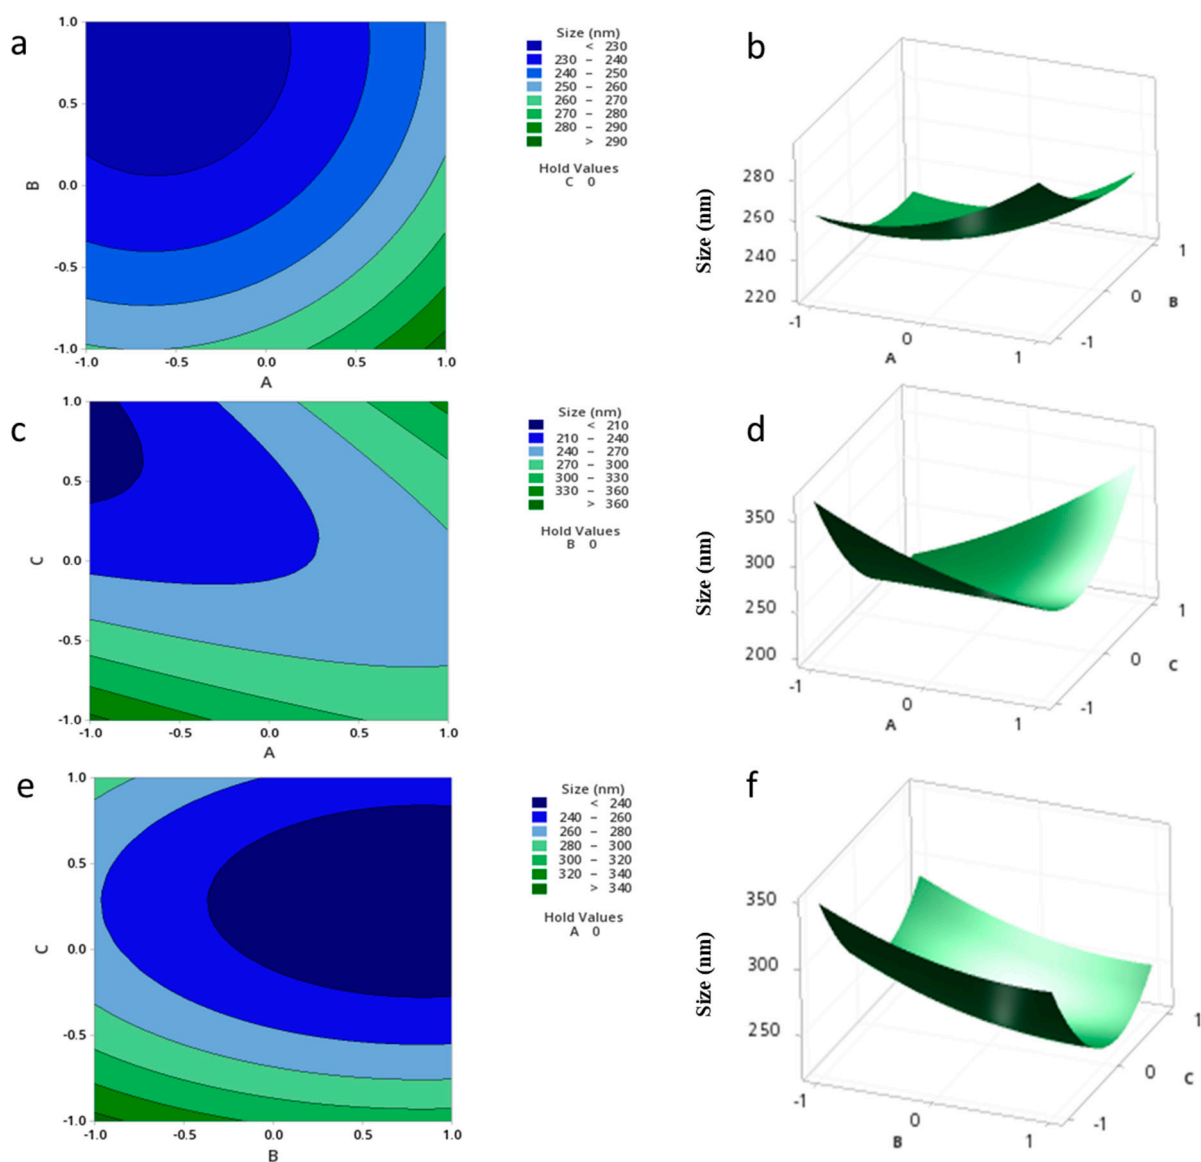 a
1.0
0.5
0.0
-0.5
-1.0
B
-1.0 -0.5 0.0 0.5 1.0
A
Size (nm)
< 230
230 – 240
240 – 250
250 – 260
260 – 270
270 – 280
280 – 290
> 290
Hold Values
C 0
b
Size (nm)
280
260
240
220
-1 0 1
A
-1 0 1
B
c
1.0
0.5
0.0
-0.5
-1.0
C
-1.0 -0.5 0.0 0.5 1.0
A
Size (nm)
< 210
210 – 240
240 – 270
270 – 300
300 – 330
330 – 360
> 360
Hold Values
B 0
d
Size (nm)
350
300
250
200
-1 0 1
A
-1 0 1
C
e
1.0
0.5
0.0
-0.5
-1.0
C
-1.0 -0.5 0.0 0.5 1.0
B
Size (nm)
< 240
240 – 260
260 – 280
280 – 300
300 – 320
320 – 340
> 340
Hold Values
A 0
f
Size (nm)
350
300
250
-1 0 1
B
-1 0 1
C